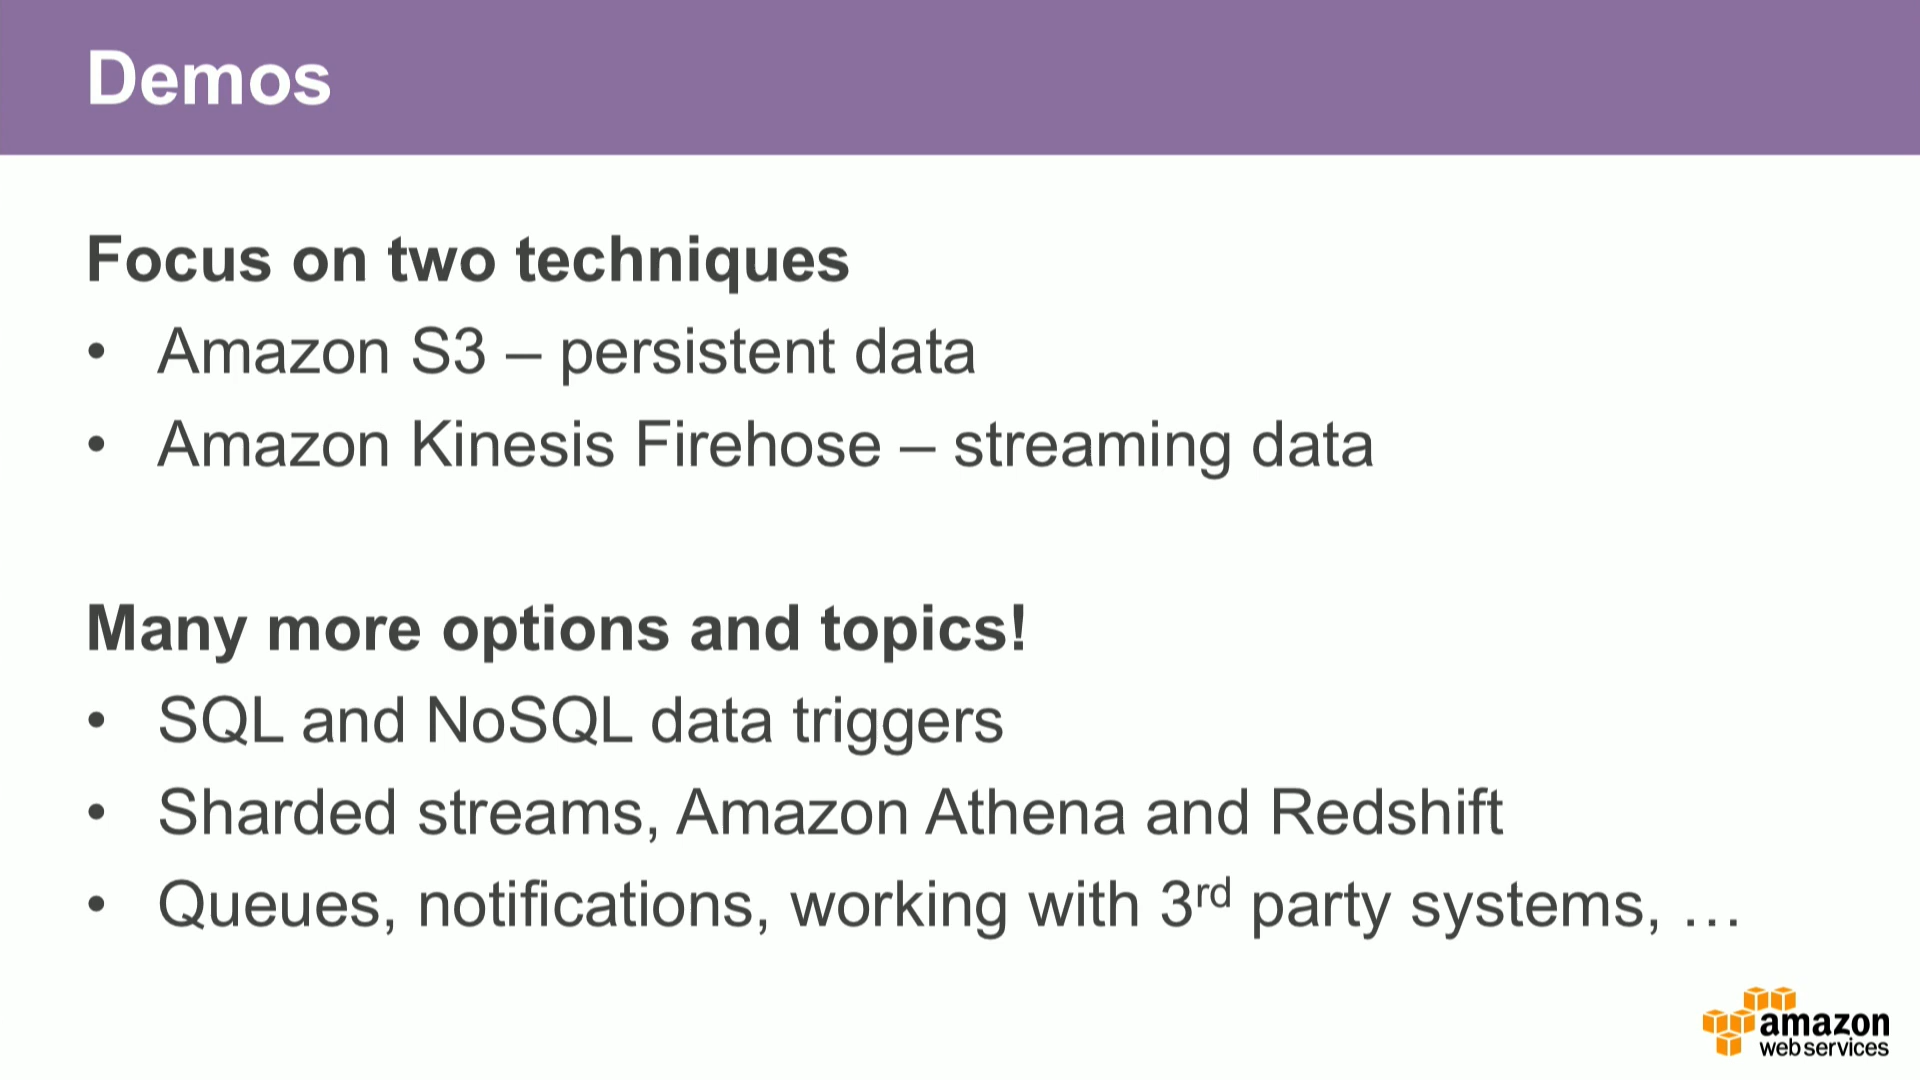 Demos
Focus on two techniques
• Amazon S3 – persistent data
• Amazon Kinesis Firehose – streaming data
Many more options and topics!
• SQL and NoSQL data triggers
• Sharded streams, Amazon Athena and Redshift
• Queues, notifications, working with 3rd party systems, …
amazon
web services